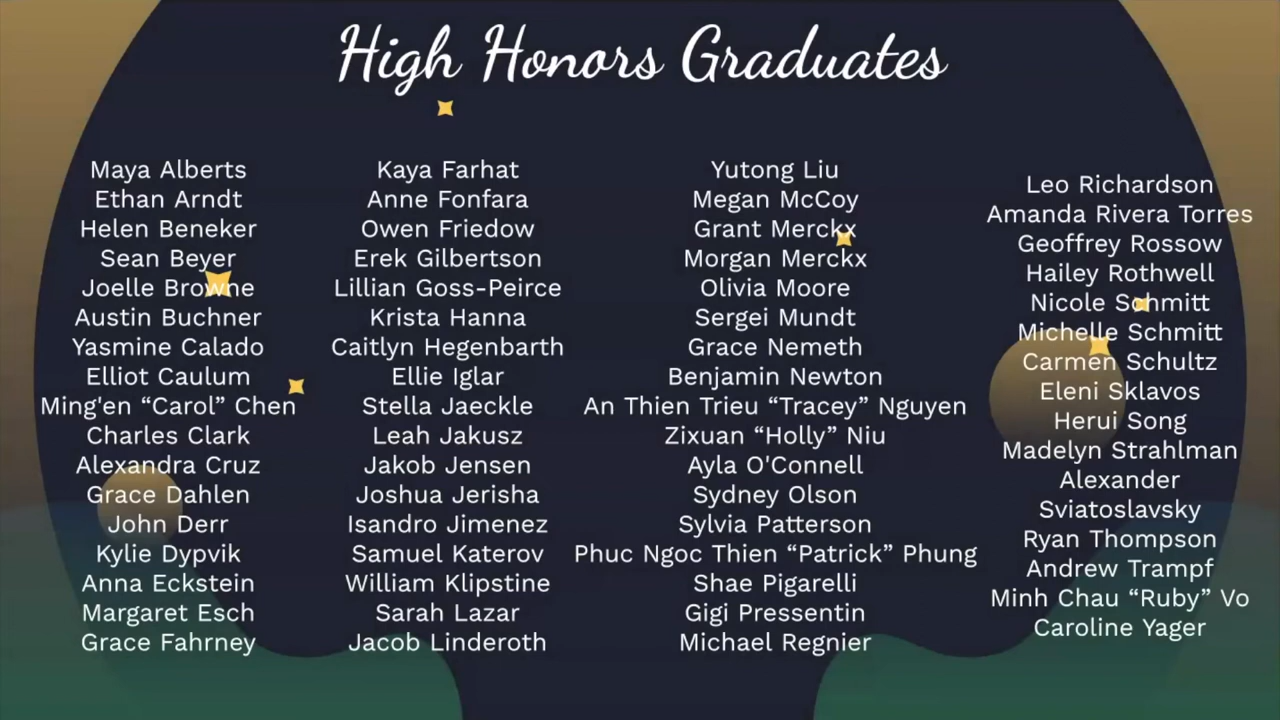 High Honors Graduates
Maya Alberts
Ethan Arndt
Helen Beneker
Sean Beyer
Joelle Browne
Austin Buchner
Yasmine Calado
Elliot Caulum
Ming'en “Carol” Chen
Charles Clark
Alexandra Cruz
Grace Dahlen
John Derr
Kylie Dypvik
Anna Eckstein
Margaret Esch
Grace Fahrney
Kaya Farhat
Anne Fonfara
Owen Friedow
Erek Gilbertson
Lillian Goss-Peirce
Krista Hanna
Caitlyn Hegenbarth
Ellie Iglar
Stella Jaeckle
Leah Jakusz
Jakob Jensen
Joshua Jerisha
Isandro Jimenez
Samuel Katerov
William Klipstine
Sarah Lazar
Jacob Linderoth
Yutong Liu
Megan McCoy
Grant Merckx
Morgan Merckx
Olivia Moore
Sergei Mundt
Grace Nemeth
Benjamin Newton
An Thien Trieu “Tracey” Nguyen
Zixuan “Holly” Niu
Ayla O'Connell
Sydney Olson
Sylvia Patterson
Phuc Ngoc Thien “Patrick” Phung
Shae Pigarelli
Gigi Pressentin
Michael Regnier
Leo Richardson
Amanda Rivera Torres
Geoffrey Rossow
Hailey Rothwell
Nicole Schmitt
Michelle Schmitt
Carmen Schultz
Eleni Sklavos
Herui Song
Madelyn Strahlman
Alexander
Sviatoslavsky
Ryan Thompson
Andrew Trampf
Minh Chau “Ruby” Vo
Caroline Yager